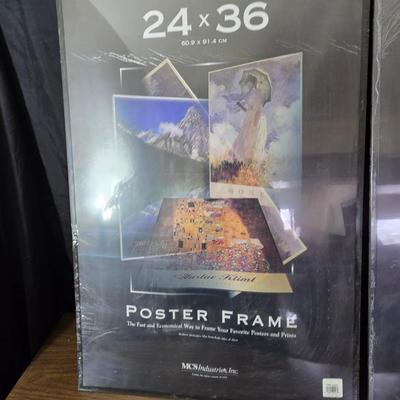 24 x 36
60.9 x 91.4 CM
MONET
Gustav Klimt
POSTER FRAME
The Fast and Economical Way to Frame Your Favorite Posters and Prints
MCS Industries, Inc.